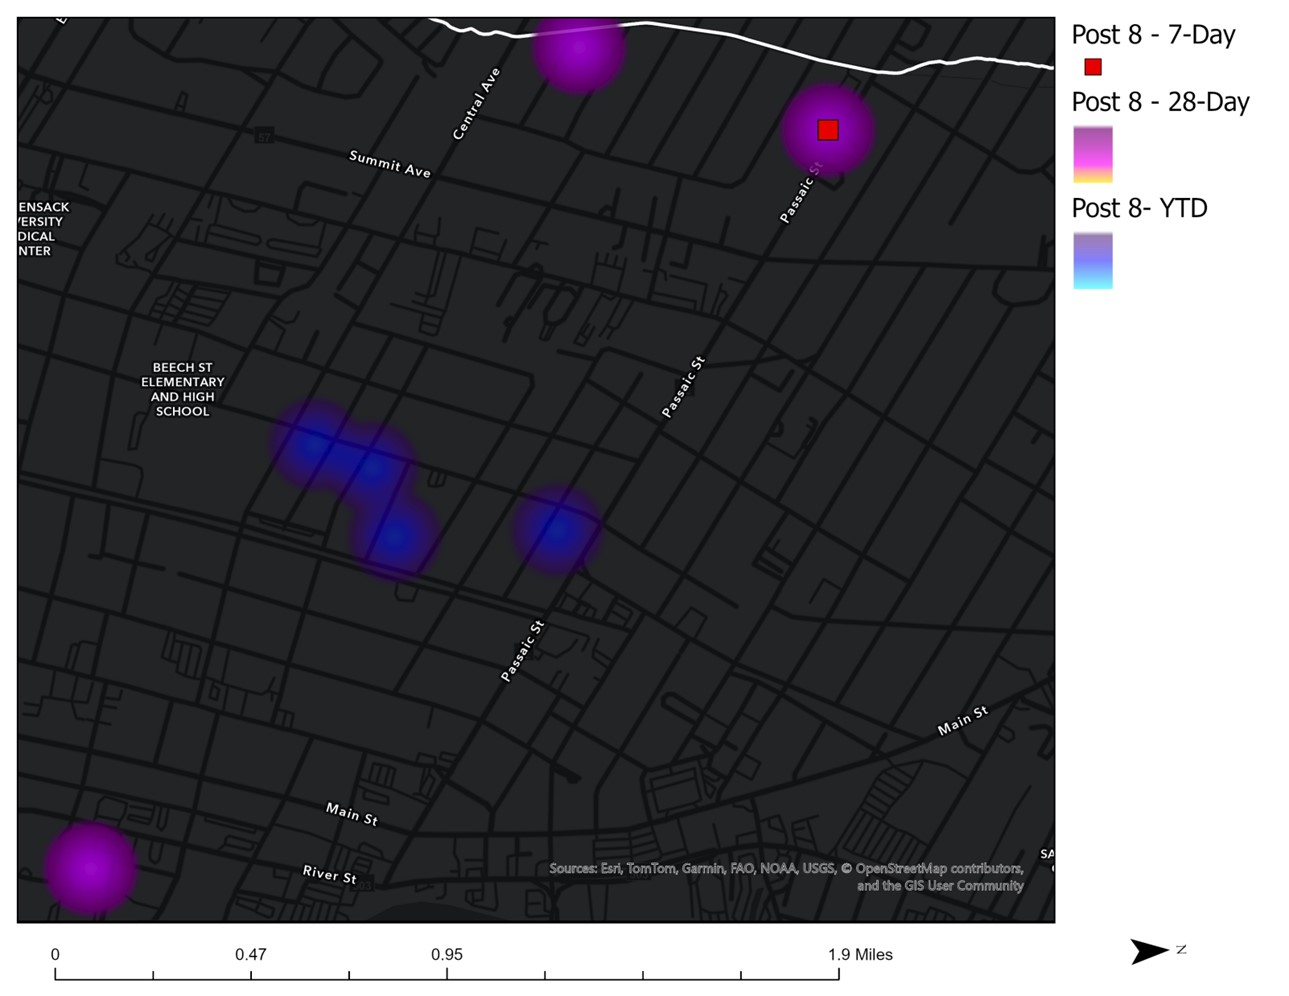 Post 8 - 7-Day
Post 8 - 28-Day
Post 8- YTD
Central Ave
57
Summit Ave
Passaic St
ENSACK
VERSITY
DICAL
NTER
BEECH ST
ELEMENTARY
AND HIGH
SCHOOL
Passaic St
Passaic St
Main St
Main St
River St
SA
Sources: Esri, TomTom, Garmin, FAO, NOAA, USGS, © OpenStreetMap contributors,
and the GIS User Community
0 0.47 0.95 1.9 Miles
N